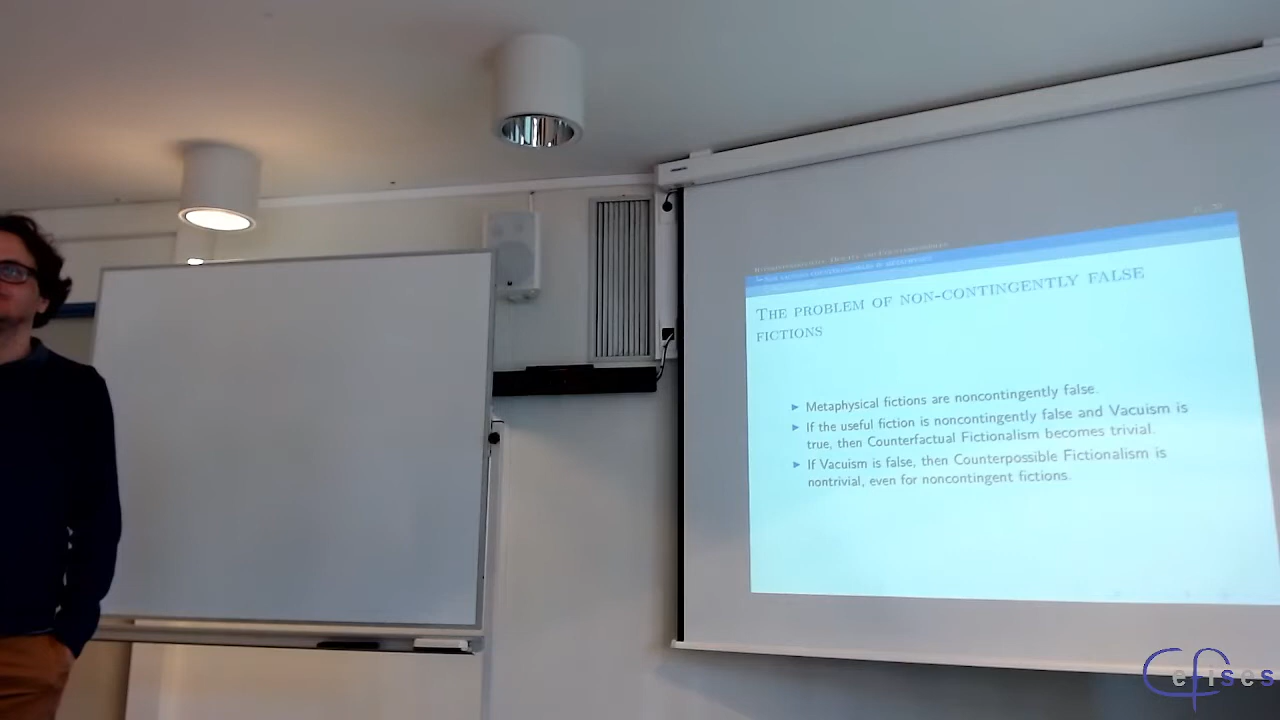 THE PROBLEM OF NON-CONTINGENTLY FALSE
FICTIONS
Metaphysical fictions are noncontingently false.
If the useful fiction is noncontingently false and Vacuism is
true, then Counterfactual Fictionalism becomes trivial.
If Vacuism is false, then Counterpossible Fictionalism is
nontrivial, even for noncontingent fictions.
Cefises